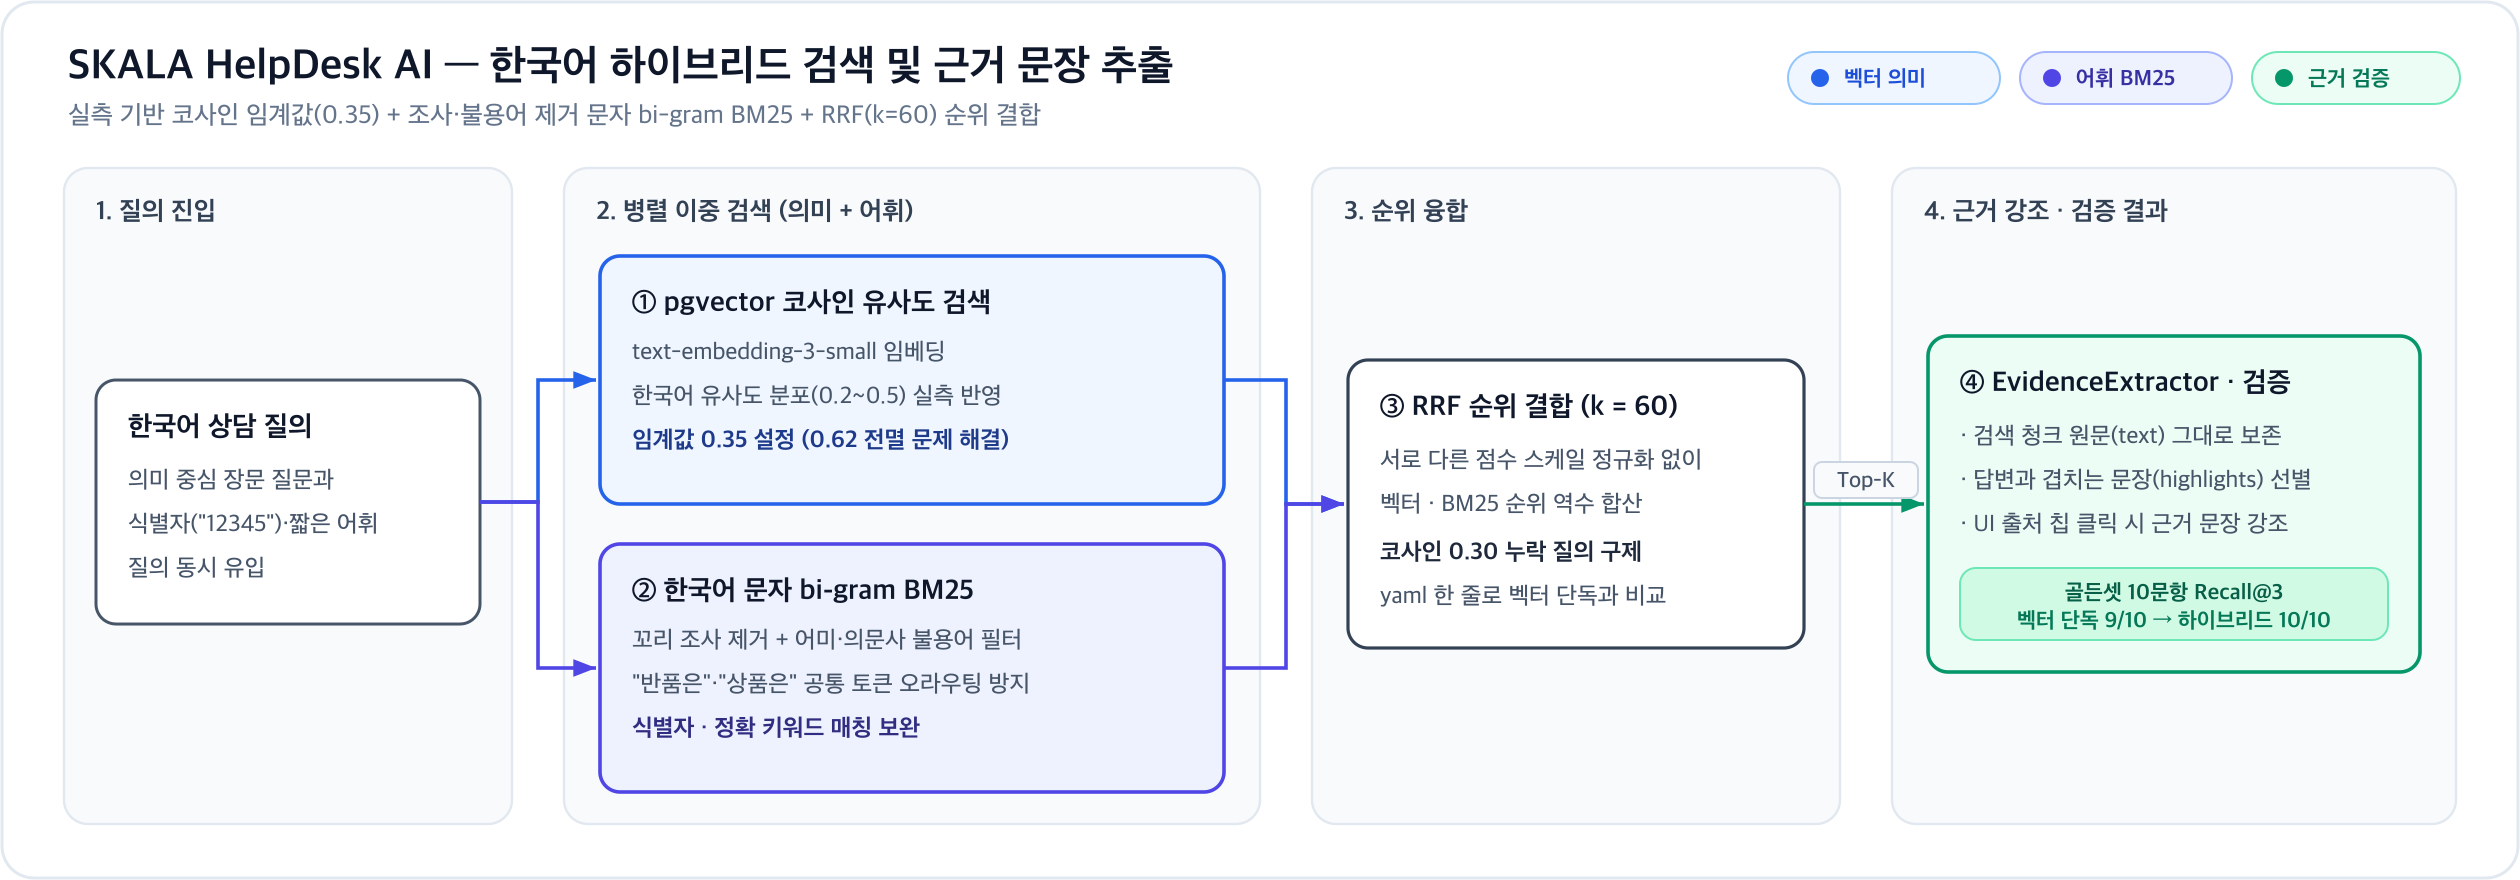 SKALA HelpDesk AI — 한국어 하이브리드 검색 및 근거 문장 추출
실측 기반 코사인 임계값(0.35) + 조사·불용어 제거 문자 bi-gram BM25 + RRF(k=60) 순위 결합
벡터 의미
어휘 BM25
근거 검증
1. 질의 진입
한국어 상담 질의
의미 중심 장문 질문과
식별자("12345")·짧은 어휘
질의 동시 유입
2. 병렬 이중 검색 (의미 + 어휘)
① pgvector 코사인 유사도 검색
text-embedding-3-small 임베딩
한국어 유사도 분포(0.2~0.5) 실측 반영
임계값 0.35 설정 (0.62 전멸 문제 해결)
② 한국어 문자 bi-gram BM25
꼬리 조사 제거 + 어미·의문사 불용어 필터
"반품은"·"상품은" 공통 토큰 오라우팅 방지
식별자 · 정확 키워드 매칭 보완
3. 순위 융합
③ RRF 순위 결합 (k = 60)
서로 다른 점수 스케일 정규화 없이
벡터 · BM25 순위 역수 합산
코사인 0.30 누락 질의 구제
yaml 한 줄로 벡터 단독과 비교
Top-K
4. 근거 강조 · 검증 결과
④ EvidenceExtractor · 검증
· 검색 청크 원문(text) 그대로 보존
· 답변과 겹치는 문장(highlights) 선별
· UI 출처 칩 클릭 시 근거 문장 강조
골든셋 10문항 Recall@3
벡터 단독 9/10 → 하이브리드 10/10